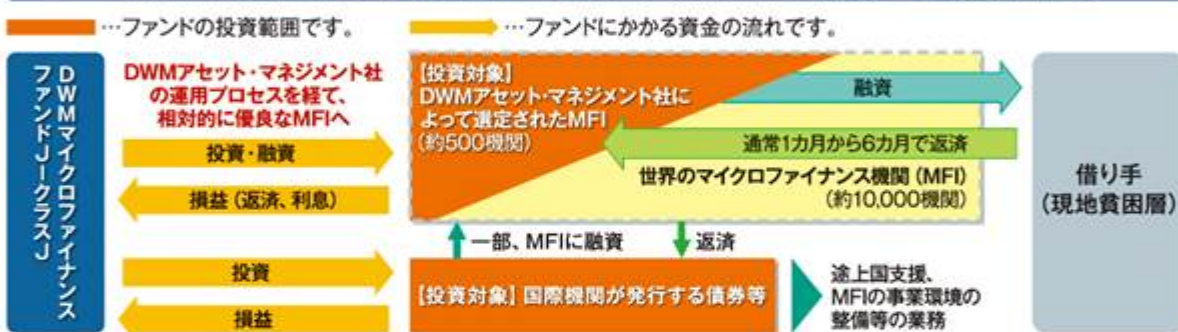 …ファンドの投資範囲です。
…ファンドにかかる資金の流れです。
DWMマイクロファイナンス
ファンドJークラスJ
DWMアセット・マネジメント社
の運用プロセスを経て、
相対的に優良なMFIへ
投資・融資
損益(返済、利息)
投資
損益
【投資対象】
DWMアセット・マネジメント社に
よって選定されたMFI
(約500機関)
融資
通常1カ月から6カ月で返済
世界のマイクロファイナンス機関(MFI)
(約10,000機関)
一部、MFIに融資
返済
【投資対象】国際機関が発行する債券等
途上国支援、
MFIの事業環境の
整備等の業務
借り手
(現地貧困層)